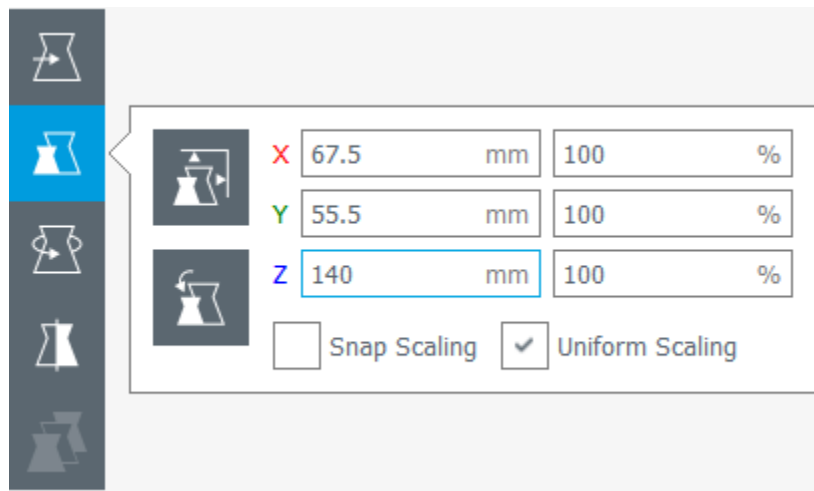 X 67.5 mm 100 %
Y 55.5 mm 100 %
Z 140 mm 100 %
Snap Scaling Uniform Scaling